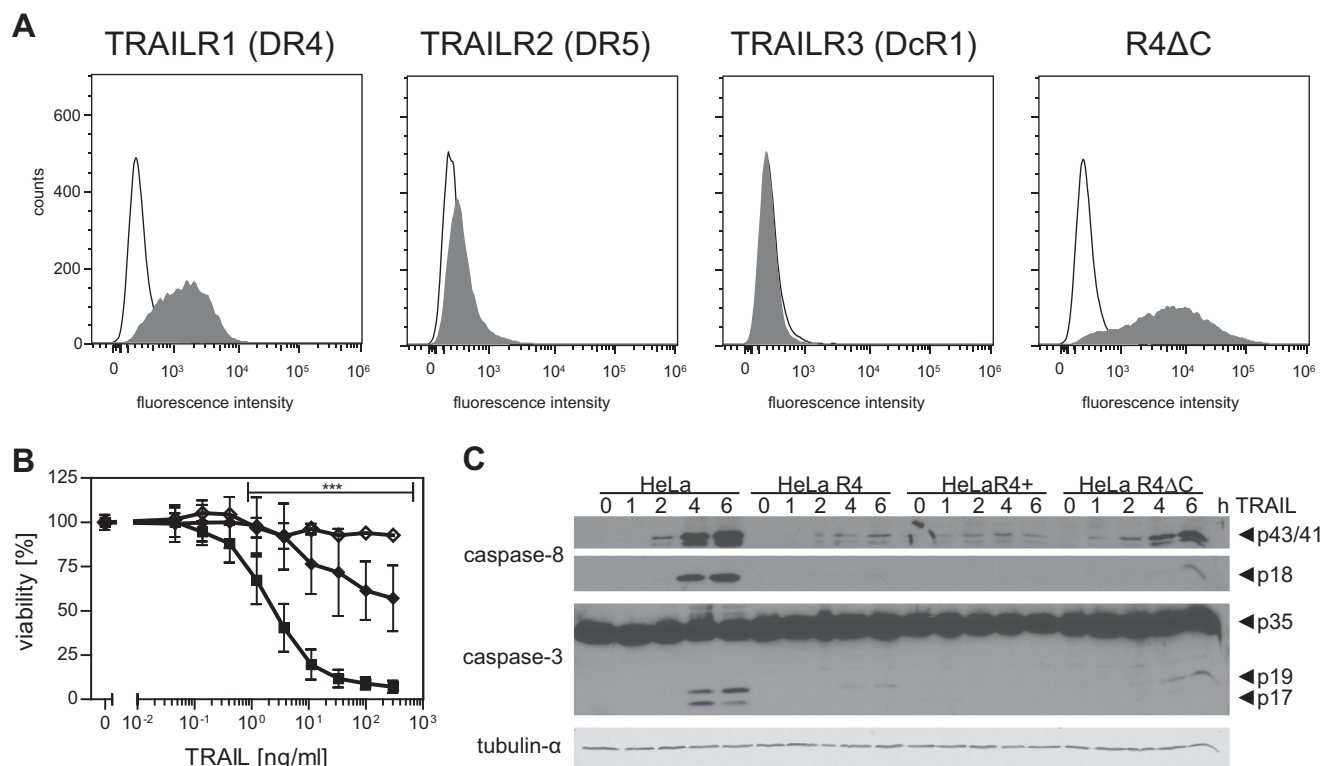 A
TRAILR1 (DR4)
TRAILR2 (DR5)
TRAILR3 (DcR1)
R4ΔC
600
400
200
0
counts
0 10³ 10⁴ 10⁵ 10⁶
0 10³ 10⁴ 10⁵ 10⁶
0 10³ 10⁴ 10⁵ 10⁶
0 10³ 10⁴ 10⁵ 10⁶
fluorescence intensity
fluorescence intensity
fluorescence intensity
fluorescence intensity
B
125
100
75
50
25
0
viability [%]
***
0 10⁻² 10⁻¹ 10⁰ 10¹ 10² 10³
TRAIL [ng/ml]
C
HeLa HeLa R4 HeLaR4+ HeLa R4ΔC
0 1 2 4 6 0 1 2 4 6 0 1 2 4 6 0 1 2 4 6 h TRAIL
caspase-8
◄p43/41
◄p18
caspase-3
◄p35
◄p19
◄p17
tubulin-α